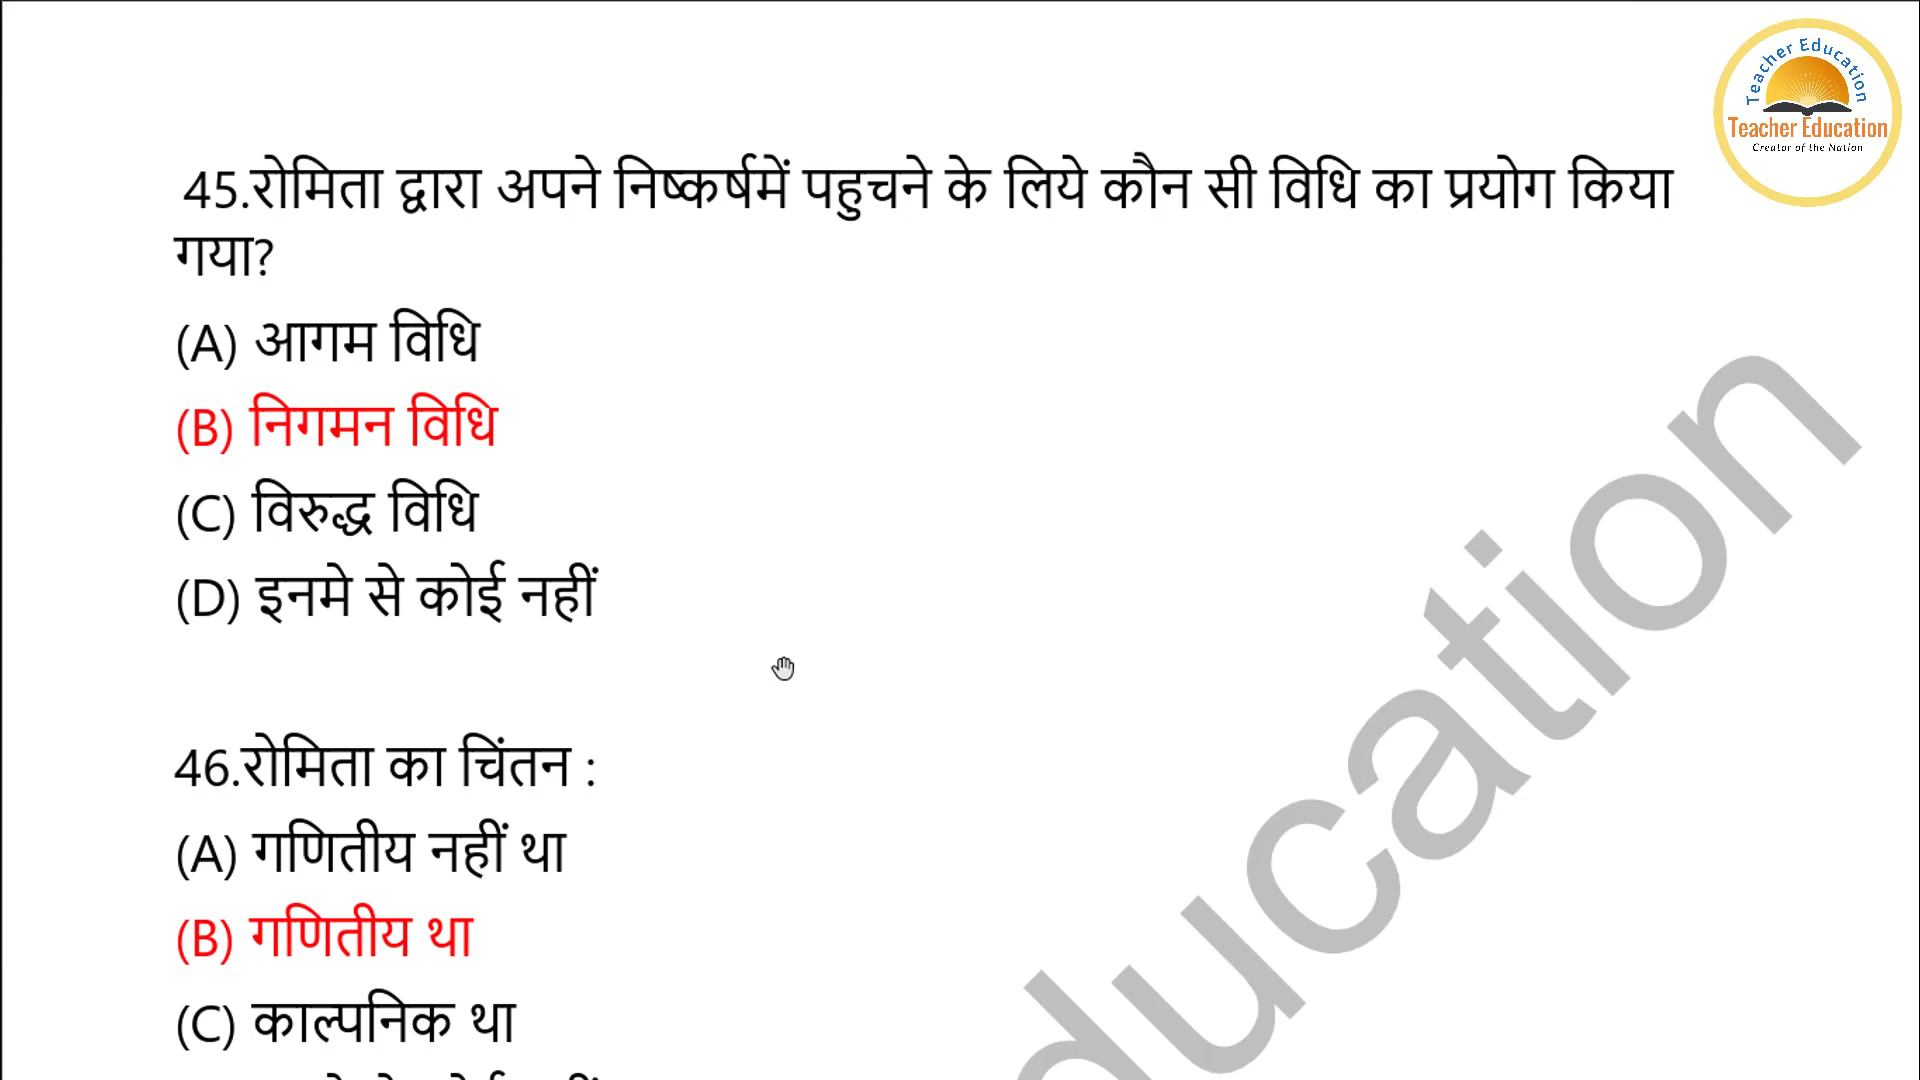 Teacher Education
Teacher Education
Creator of the Nation
45.रोमिता द्वारा अपने निष्कर्षमें पहुचने के लिये कौन सी विधि का प्रयोग किया
गया?
(A) आगम विधि
(B) निगमन विधि
(C) विरुद्ध विधि
(D) इनमे से कोई नहीं
46.रोमिता का चिंतन :
(A) गणितीय नहीं था
(B) गणितीय था
(C) काल्पनिक था
ducation